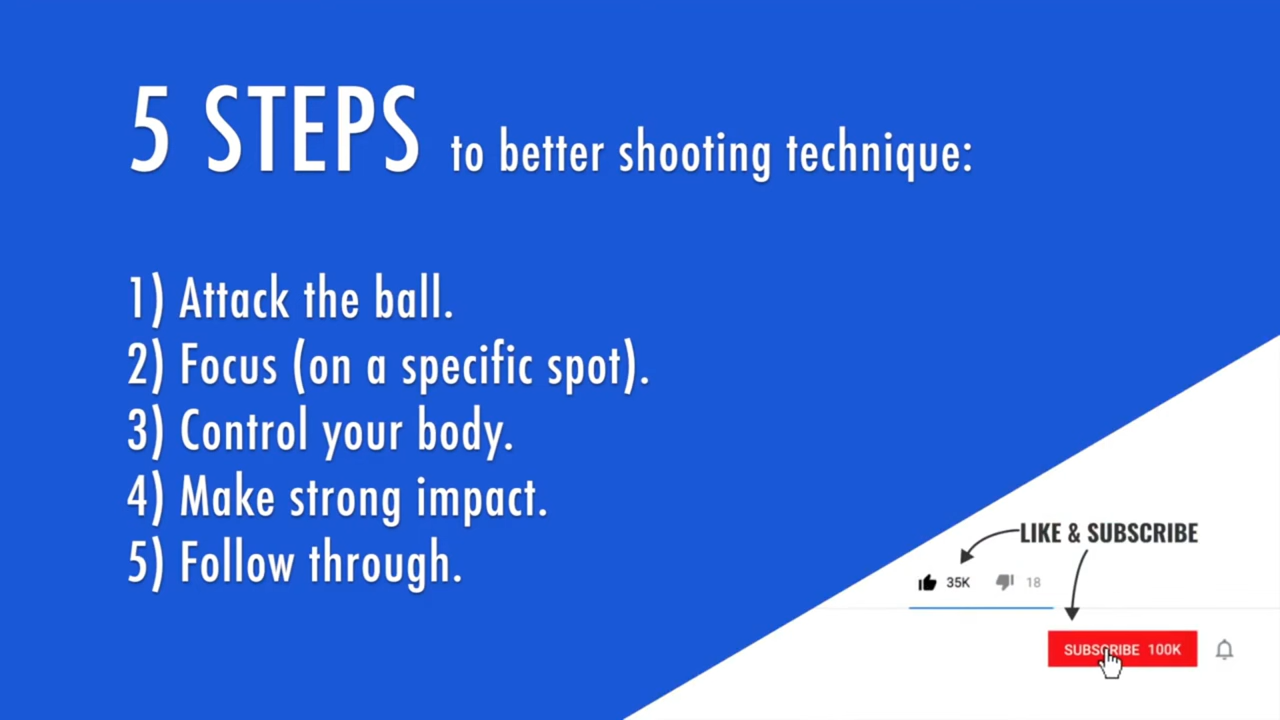 5 STEPS to better shooting technique:
1) Attack the ball.
2) Focus (on a specific spot).
3) Control your body.
4) Make strong impact.
5) Follow through.
LIKE & SUBSCRIBE
35K 18
SUBSCRIBE 100K